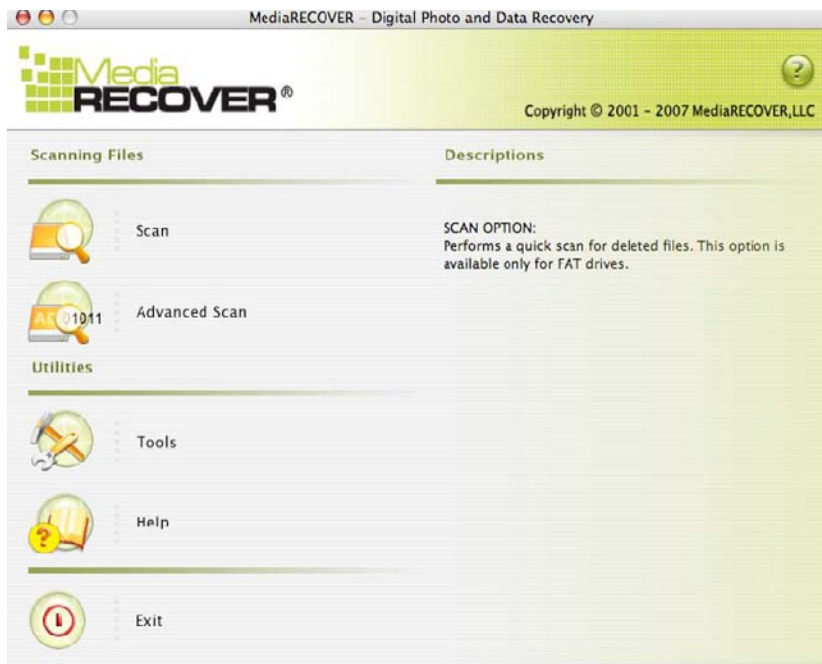 MediaRECOVER – Digital Photo and Data Recovery
Media
RECOVER®
?
Copyright © 2001 – 2007 MediaRECOVER,LLC
Scanning Files
Scan
AD 01011
Advanced Scan
Utilities
Tools
?
Help
Exit
Descriptions
SCAN OPTION:
Performs a quick scan for deleted files. This option is
available only for FAT drives.